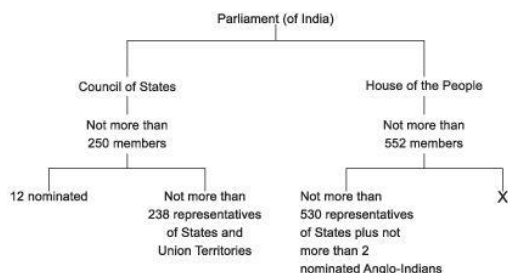 Parliament (of India)
Council of States
House of the People
Not more than
250 members
Not more than
552 members
12 nominated
Not more than
238 representatives
of States and
Union Territories
Not more than
530 representatives
of States plus not
more than 2
nominated Anglo-Indians
X